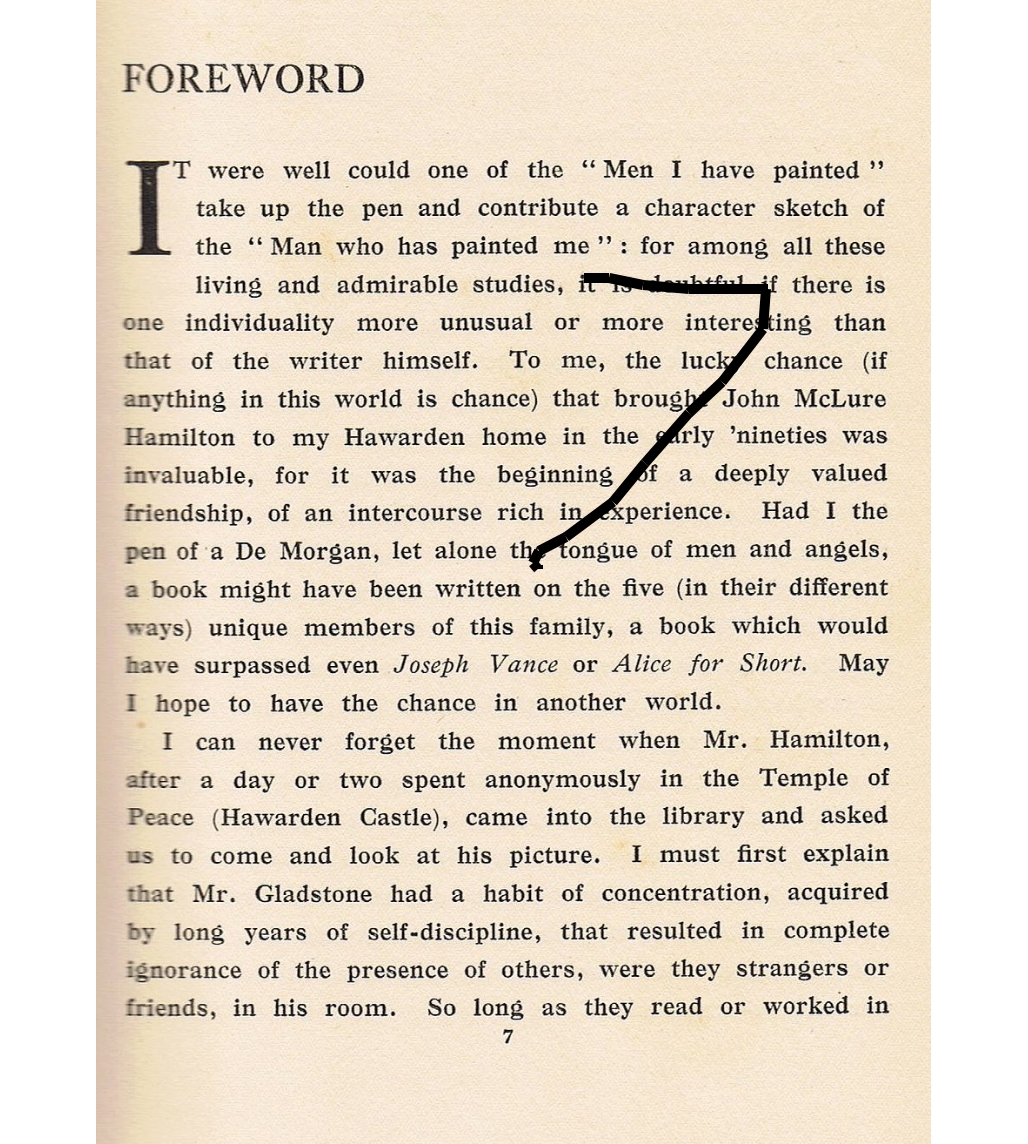 FOREWORD
IT were well could one of the “Men I have painted”
take up the pen and contribute a character sketch of
the “Man who has painted me”: for among all these
living and admirable studies, it is doubtful if there is
one individuality more unusual or more interesting than
that of the writer himself. To me, the lucky chance (if
anything in this world is chance) that brought John McLure
Hamilton to my Hawarden home in the early ’nineties was
invaluable, for it was the beginning of a deeply valued
friendship, of an intercourse rich in experience. Had I the
pen of a De Morgan, let alone the tongue of men and angels,
a book might have been written on the five (in their different
ways) unique members of this family, a book which would
have surpassed even Joseph Vance or Alice for Short. May
I hope to have the chance in another world.
I can never forget the moment when Mr. Hamilton,
after a day or two spent anonymously in the Temple of
Peace (Hawarden Castle), came into the library and asked
us to come and look at his picture. I must first explain
that Mr. Gladstone had a habit of concentration, acquired
by long years of self-discipline, that resulted in complete
ignorance of the presence of others, were they strangers or
friends, in his room. So long as they read or worked in
7